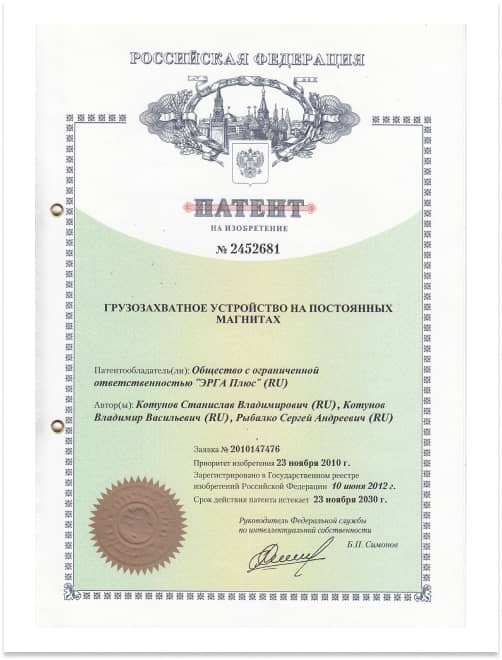 РОССИЙСКАЯ ФЕДЕРАЦИЯ
ПАТЕНТ
НА ИЗОБРЕТЕНИЕ
№ 2452681
ГРУЗОЗАХВАТНОЕ УСТРОЙСТВО НА ПОСТОЯННЫХ
МАГНИТАХ
Патентообладатель(ли): Общество с ограниченной
ответственностью "ЭРГА Плюс" (RU)
Автор(ы): Котунов Станислав Владимирович (RU), Котунов
Владимир Васильевич (RU), Рыбалко Сергей Андреевич (RU)
Заявка № 2010147476
Приоритет изобретения 23 ноября 2010 г.
Зарегистрировано в Государственном реестре
изобретений Российской Федерации 10 июня 2012 г.
Срок действия патента истекает 23 ноября 2030 г.
Руководитель Федеральной службы
по интеллектуальной собственности
Б.П. Симонов